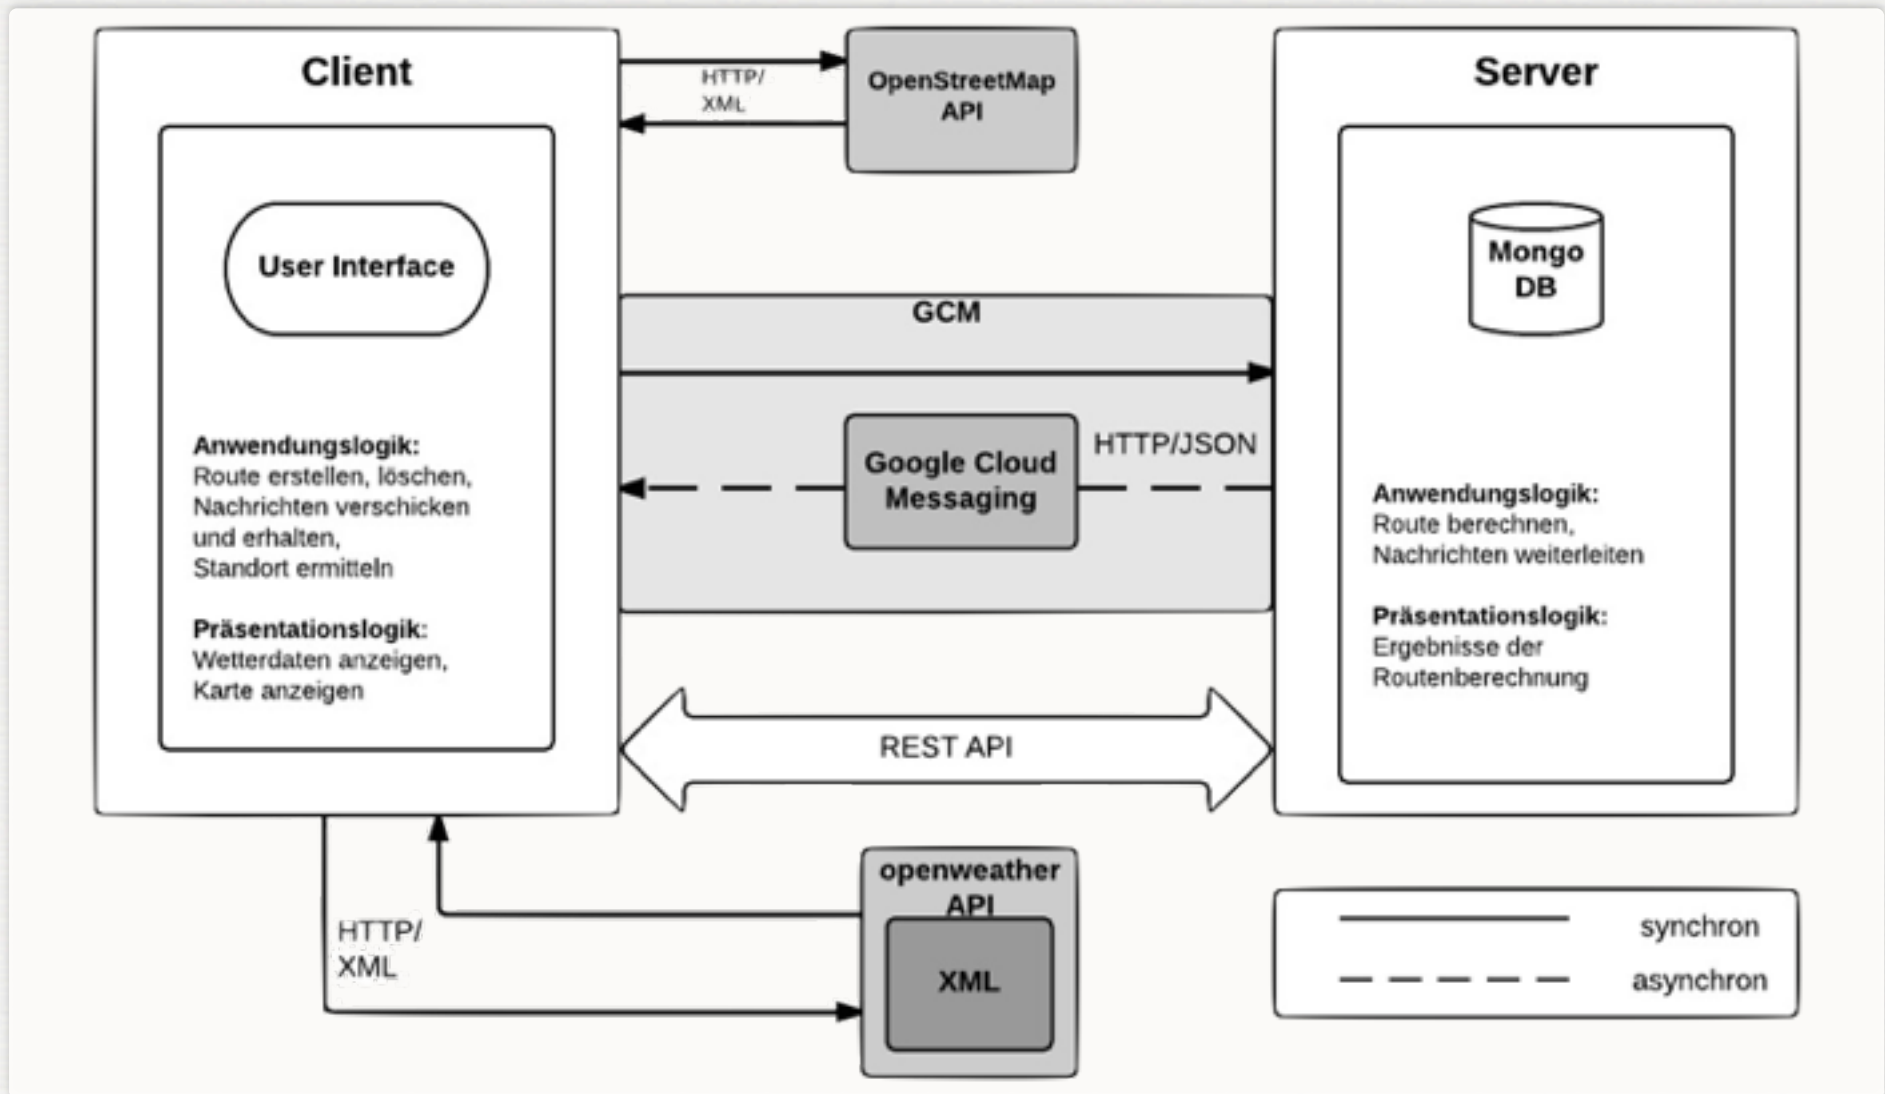 Client
User Interface
Anwendungslogik:
Route erstellen, löschen,
Nachrichten verschicken
und erhalten,
Standort ermitteln
Präsentationslogik:
Wetterdaten anzeigen,
Karte anzeigen
HTTP/
XML
OpenStreetMap
API
GCM
Google Cloud
Messaging
HTTP/JSON
REST API
Server
Mongo
DB
Anwendungslogik:
Route berechnen,
Nachrichten weiterleiten
Präsentationslogik:
Ergebnisse der
Routenberechnung
HTTP/
XML
openweather
API
XML
synchron
asynchron